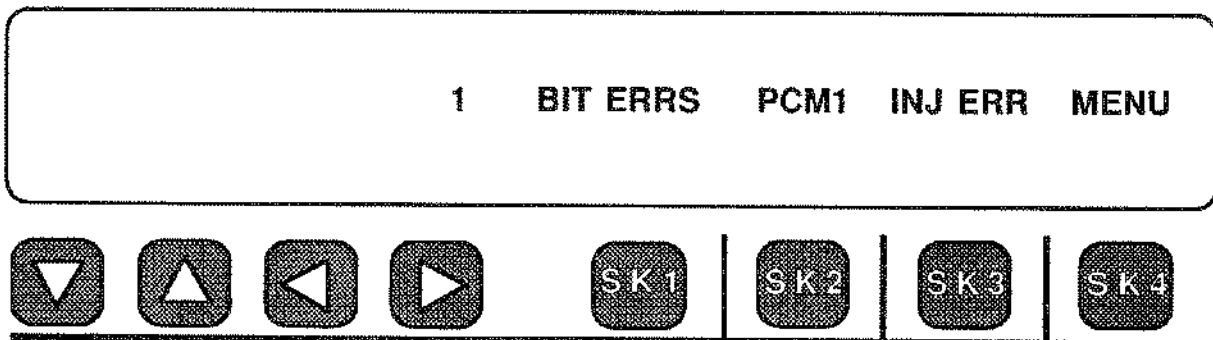 1 BIT ERRS PCM1 INJ ERR MENU
SK1 SK2 SK3 SK4